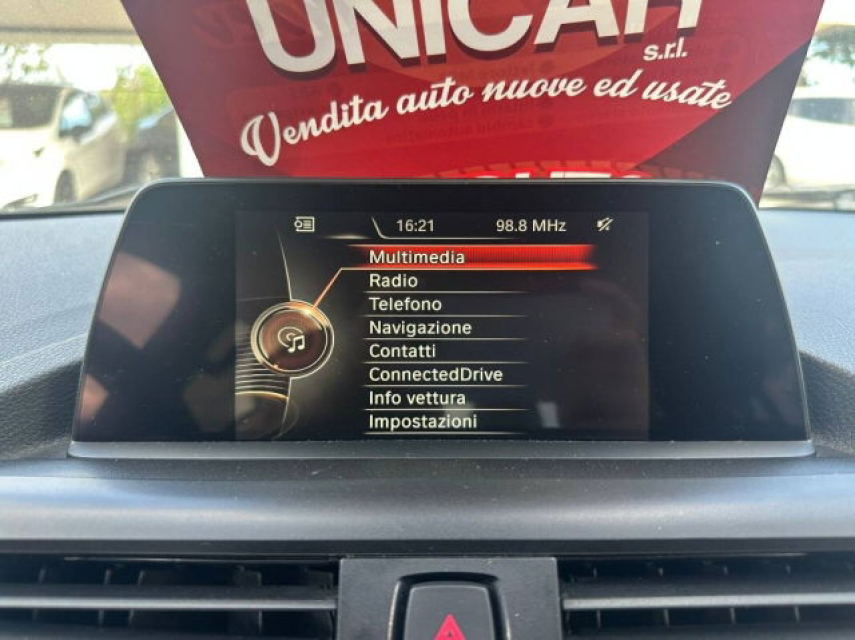 UNICAR
s.r.l.
Vendita auto nuove ed usate
16:21 98.8 MHz
Multimedia
Radio
Telefono
Navigazione
Contatti
ConnectedDrive
Info vettura
Impostazioni